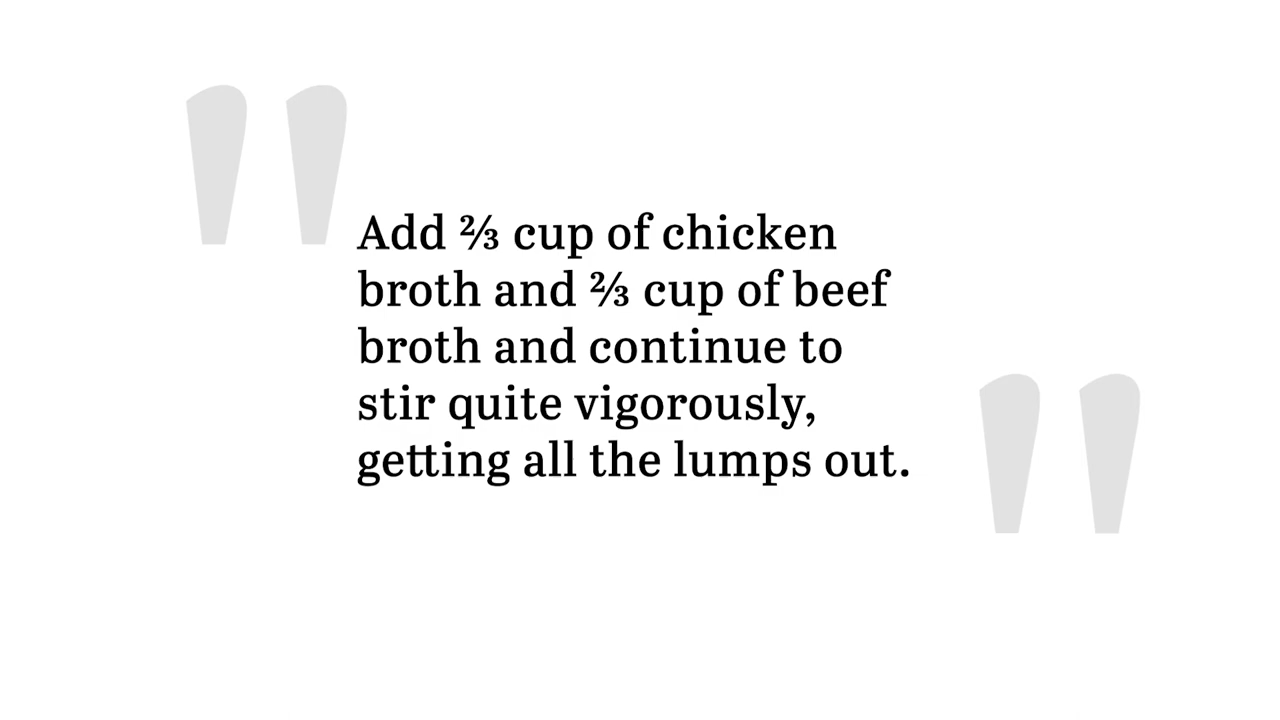 "Add ⅔ cup of chicken
broth and ⅔ cup of beef
broth and continue to
stir quite vigorously,
getting all the lumps out."